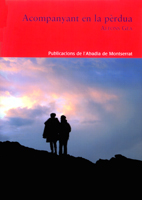 Acompanyant en la pèrdua
Publicacions de l'Abadia de Montserrat